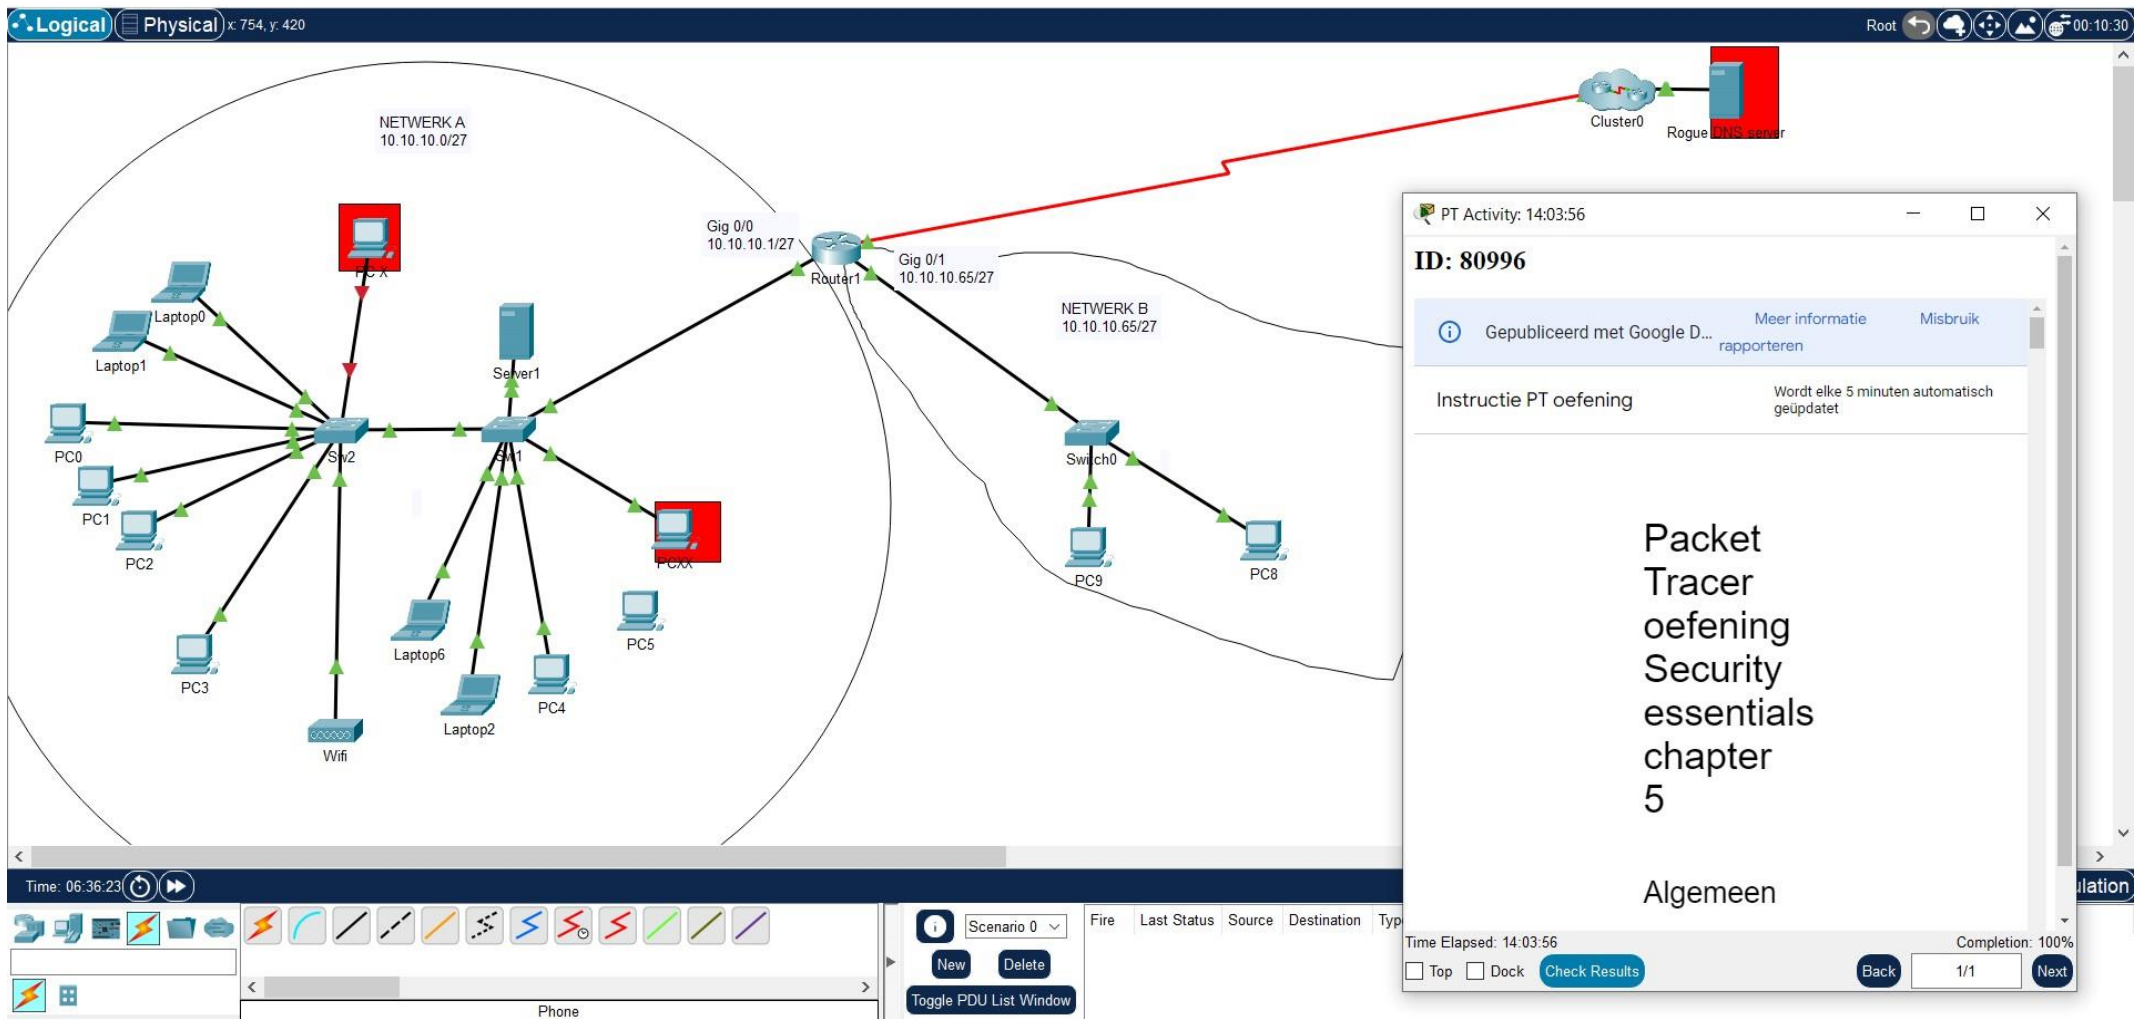 Logical
Physical
x: 754, y: 420
Root
00:10:30
NETWERK A
10.10.10.0/27
Cluster0
Rogue DNS server
PC X
Laptop0
Laptop1
Server1
Gig 0/0
10.10.10.1/27
Router1
Gig 0/1
10.10.10.65/27
NETWERK B
10.10.10.65/27
PC0
PC1
PC2
PC3
Sw2
Sw1
Wifi
Laptop6
Laptop2
PC4
PC5
PCXX
Switch0
PC9
PC8
PT Activity: 14:03:56
ID: 80996
Gepubliceerd met Google D...
Meer informatie
Misbruik
rapporteren
Instructie PT oefening
Wordt elke 5 minuten automatisch
geüpdatet
Packet
Tracer
oefening
Security
essentials
chapter
5
Algemeen
Time Elapsed: 14:03:56
Completion: 100%
Top
Dock
Check Results
Back
1/1
Next
Time: 06:36:23
Scenario 0
New
Delete
Toggle PDU List Window
Fire
Last Status
Source
Destination
Phone